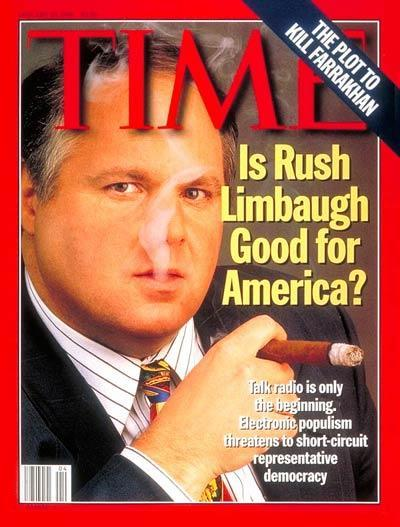 THE PLOT TO
KILL FARRAKHAN
TIME
Is Rush
Limbaugh
Good for
America?
Talk radio is only
the beginning.
Electronic populism
threatens to short-circuit
representative
democracy
04